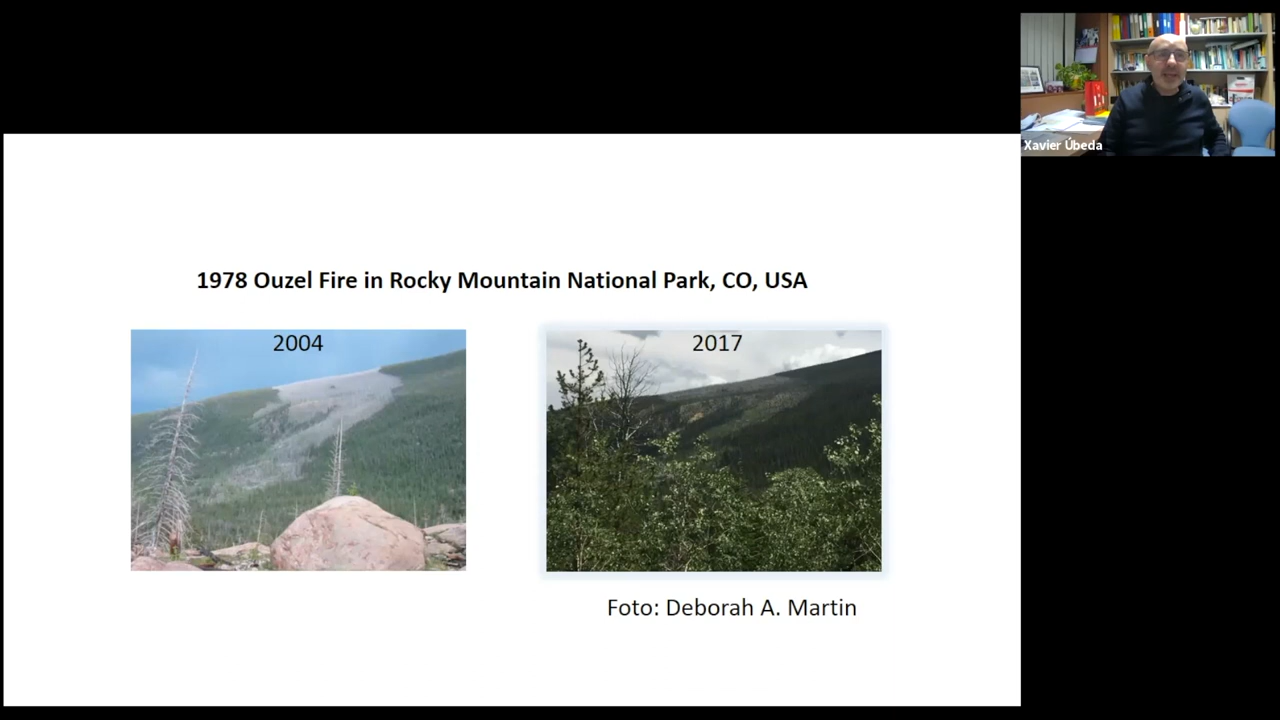 Xavier Úbeda
1978 Ouzel Fire in Rocky Mountain National Park, CO, USA
2004
2017
Foto: Deborah A. Martin